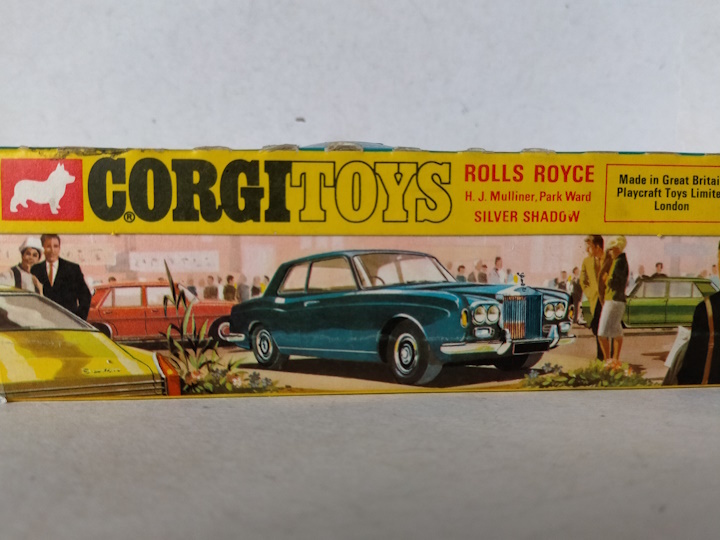 CORGI TOYS
®
ROLLS ROYCE
H. J. Mulliner, Park Ward
SILVER SHADOW
Made in Great Britai
Playcraft Toys Limite
London